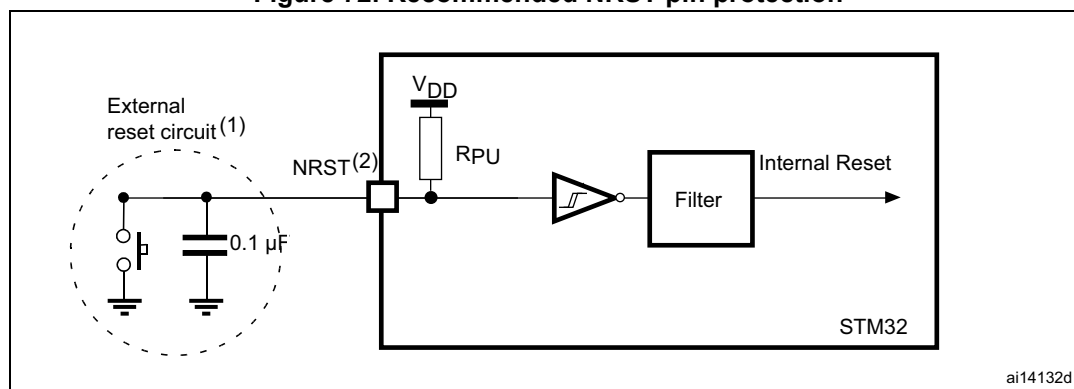 Figure 72. Recommended NRST pin protection
VDD
External
reset circuit(1)
NRST(2)
RPU
Internal Reset
Filter
0.1 µF
STM32
ai14132d